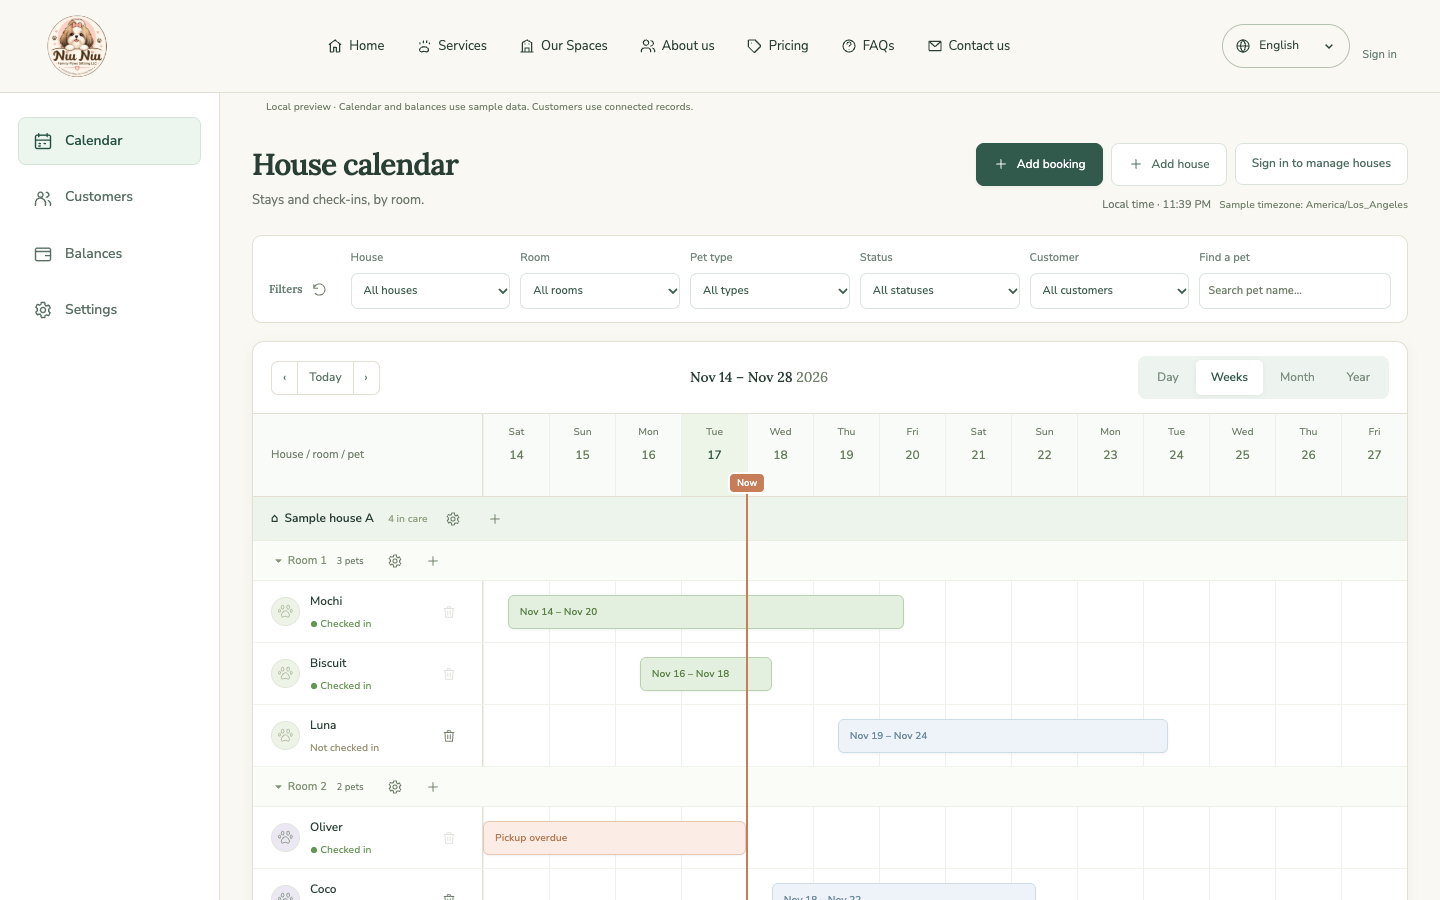 Niu Niu
Home
Services
Our Spaces
About us
Pricing
FAQs
Contact us
English
Sign in
Calendar
Customers
Balances
Settings
Local preview · Calendar and balances use sample data. Customers use connected records.
House calendar
Stays and check-ins, by room.
+ Add booking
+ Add house
Sign in to manage houses
Local time · 11:39 PM Sample timezone: America/Los_Angeles
Filters
House
All houses
Room
All rooms
Pet type
All types
Status
All statuses
Customer
All customers
Find a pet
Search pet name...
‹ Today ›
Nov 14 – Nov 28 2026
Day Weeks Month Year
House / room / pet
Sat 14
Sun 15
Mon 16
Tue 17
Wed 18
Thu 19
Fri 20
Sat 21
Sun 22
Mon 23
Tue 24
Wed 25
Thu 26
Fri 27
Now
Sample house A 4 in care +
Room 1 3 pets +
Mochi
Checked in
Nov 14 – Nov 20
Biscuit
Checked in
Nov 16 – Nov 18
Luna
Not checked in
Nov 19 – Nov 24
Room 2 2 pets +
Oliver
Checked in
Pickup overdue
Coco
Nov 18 – Nov 22